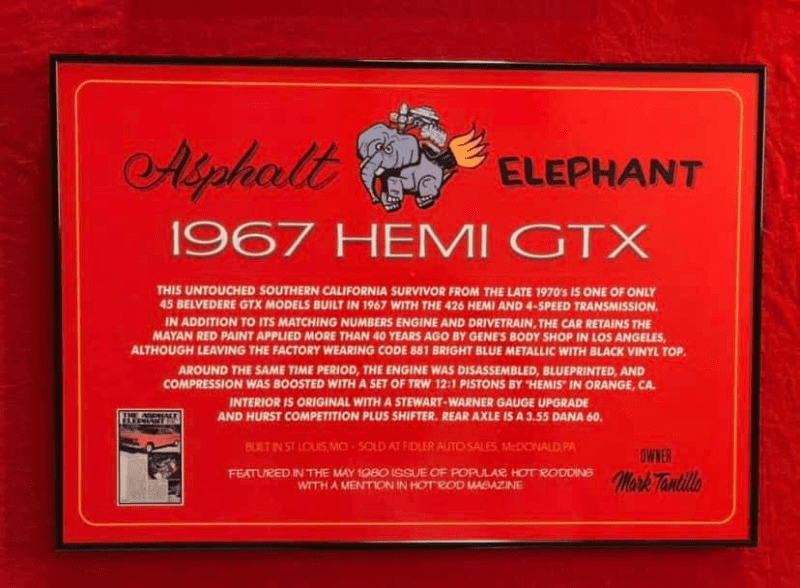 Asphalt ELEPHANT
1967 HEMI GTX
THIS UNTOUCHED SOUTHERN CALIFORNIA SURVIVOR FROM THE LATE 1970's IS ONE OF ONLY
45 BELVEDERE GTX MODELS BUILT IN 1967 WITH THE 426 HEMI AND 4-SPEED TRANSMISSION.
IN ADDITION TO ITS MATCHING NUMBERS ENGINE AND DRIVETRAIN, THE CAR RETAINS THE
MAYAN RED PAINT APPLIED MORE THAN 40 YEARS AGO BY GENE'S BODY SHOP IN LOS ANGELES,
ALTHOUGH LEAVING THE FACTORY WEARING CODE 881 BRIGHT BLUE METALLIC WITH BLACK VINYL TOP.
AROUND THE SAME TIME PERIOD, THE ENGINE WAS DISASSEMBLED, BLUEPRINTED, AND
COMPRESSION WAS BOOSTED WITH A SET OF TRW 12:1 PISTONS BY "HEMIS" IN ORANGE, CA.
INTERIOR IS ORIGINAL WITH A STEWART-WARNER GAUGE UPGRADE
AND HURST COMPETITION PLUS SHIFTER. REAR AXLE IS A 3.55 DANA 60.
THE ASPHALT
ELEPHANT
BUILT IN ST LOUIS, MO - SOLD AT FIDLER AUTO SALES, McDONALD, PA
FEATURED IN THE MAY 1980 ISSUE OF POPULAR HOT RODDING
WITH A MENTION IN HOT ROD MAGAZINE
OWNER
Mark Tantillo